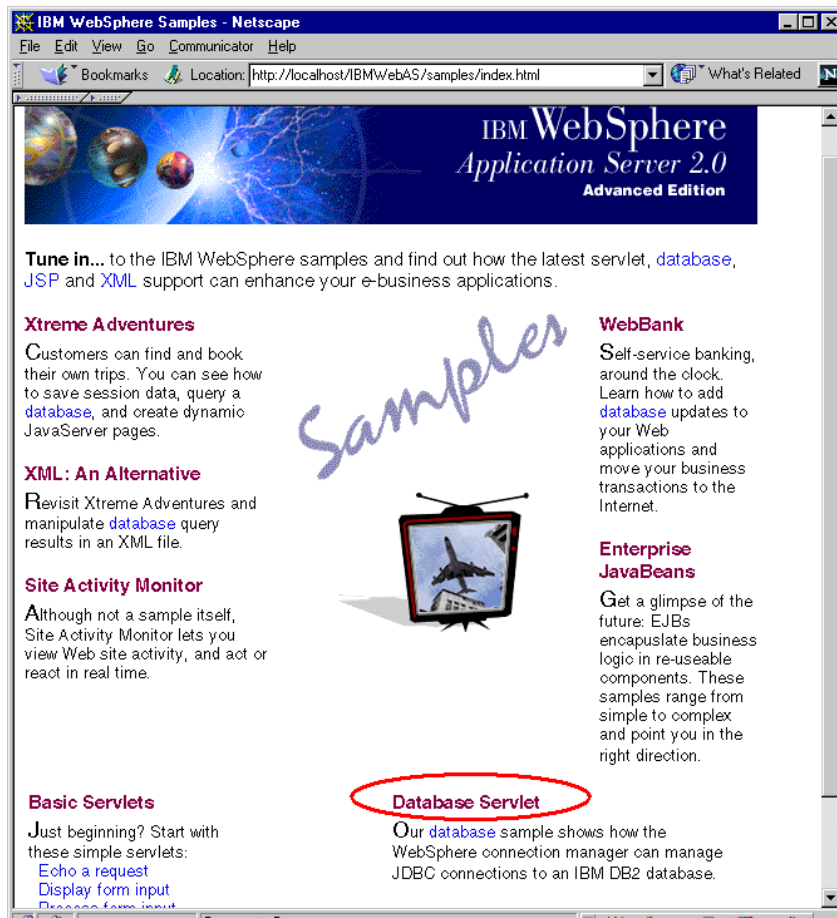 IBM WebSphere Samples - Netscape
File Edit View Go Communicator Help
Bookmarks Location: http://localhost/IBMWebAS/samples/index.html What's Related N
IBM WebSphere
Application Server 2.0
Advanced Edition
Tune in... to the IBM WebSphere samples and find out how the latest servlet, database,
JSP and XML support can enhance your e-business applications.
Xtreme Adventures
Customers can find and book
their own trips. You can see how
to save session data, query a
database, and create dynamic
JavaServer pages.
XML: An Alternative
Revisit Xtreme Adventures and
manipulate database query
results in an XML file.
Site Activity Monitor
Although not a sample itself,
Site Activity Monitor lets you
view Web site activity, and act or
react in real time.
Samples
WebBank
Self-service banking,
around the clock.
Learn how to add
database updates to
your Web
applications and
move your business
transactions to the
Internet.
Enterprise
JavaBeans
Get a glimpse of the
future: EJBs
encapuslate business
logic in re-useable
components. These
samples range from
simple to complex
and point you in the
right direction.
Basic Servlets
Just beginning? Start with
these simple servlets:
Echo a request
Display form input
Process form input
Database Servlet
Our database sample shows how the
WebSphere connection manager can manage
JDBC connections to an IBM DB2 database.